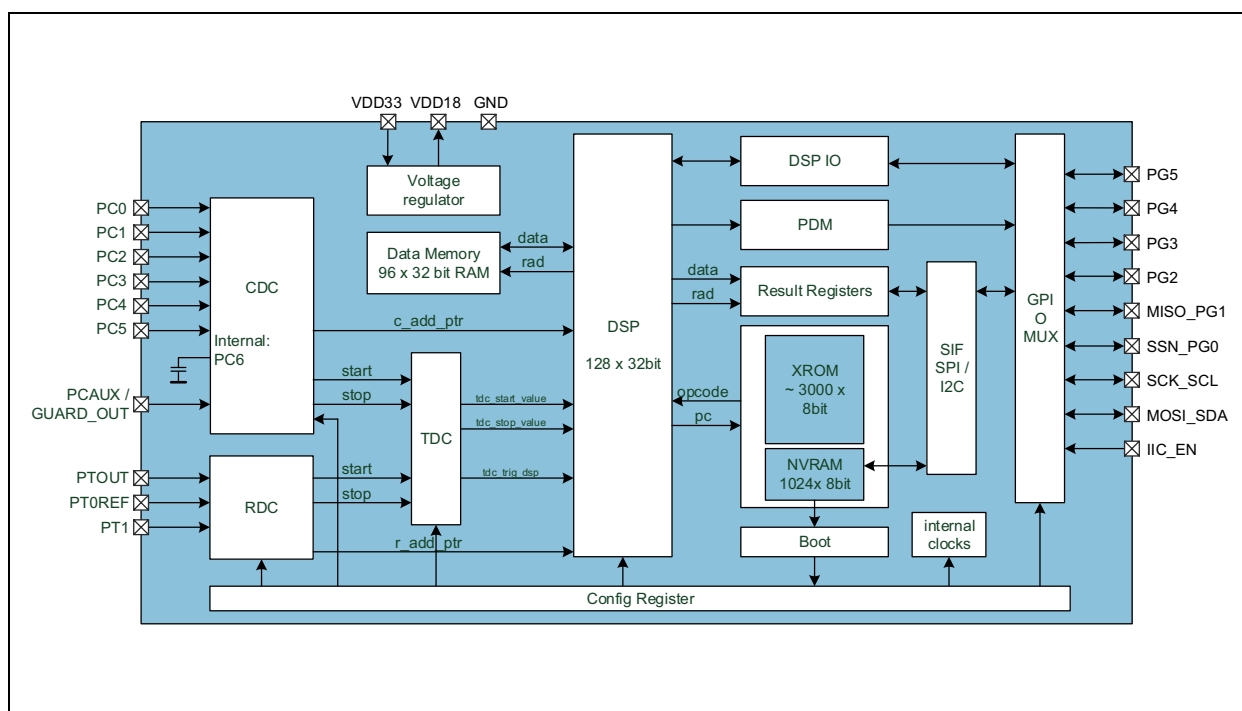 VDD33 VDD18 GND
Voltage
regulator
PC0
PC1
PC2
PC3
PC4
PC5
PCAUX /
GUARD_OUT
PTOUT
PT0REF
PT1
CDC
Internal:
PC6
RDC
Data Memory
96 x 32 bit RAM
data
rad
c_add_ptr
start
stop
start
stop
r_add_ptr
TDC
tdc_start_value
tdc_stop_value
tdc_trig_dsp
DSP
128 x 32bit
data
rad
opcode
pc
DSP IO
PDM
Result Registers
XROM
~ 3000 x
8bit
NVRAM
1024x 8bit
Boot
SIF
SPI /
I2C
internal
clocks
GPI
O
MUX
PG5
PG4
PG3
PG2
MISO_PG1
SSN_PG0
SCK_SCL
MOSI_SDA
IIC_EN
Config Register